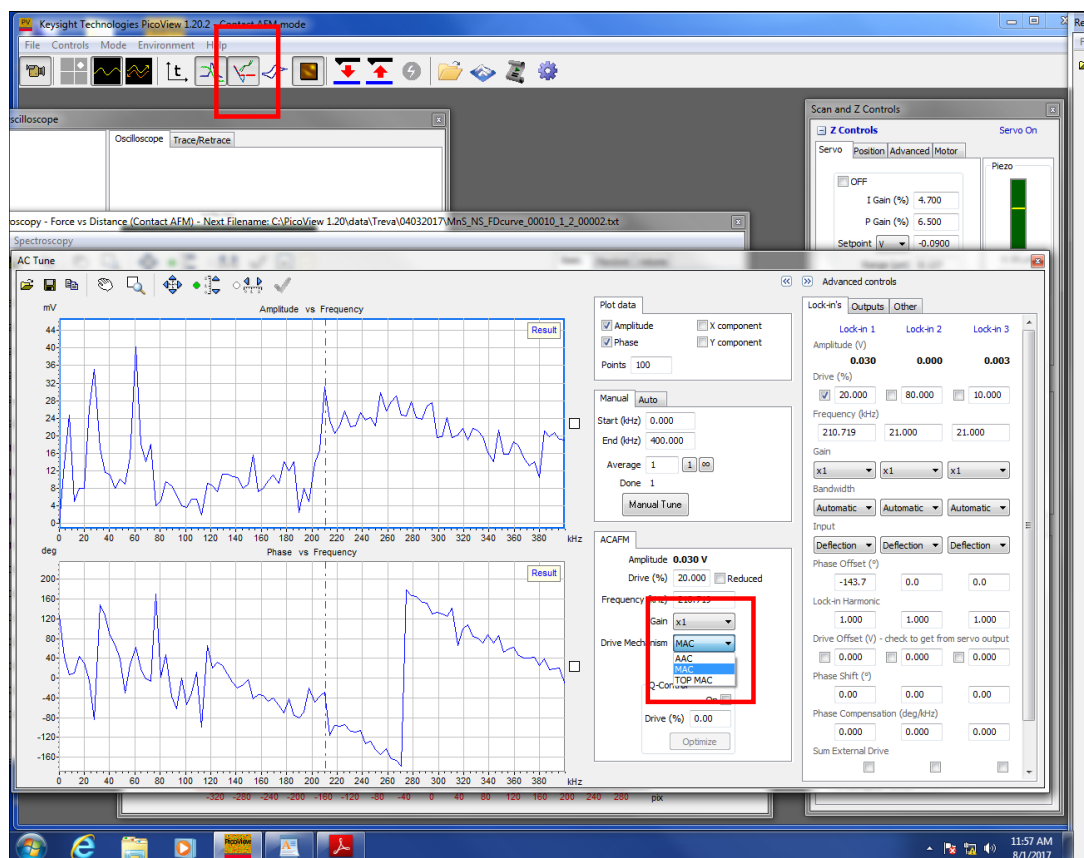 Keysight Technologies PicoView 1.20.2 - Contact AFM mode
Re
File Controls Mode Environment Help
F
scilloscope
Oscilloscope Trace/Retrace
Scan and Z Controls
Z Controls Servo On
Servo Position Advanced Motor
Piezo
OFF
I Gain (%) 4.700
P Gain (%) 6.500
Setpoint V -0.0900
oscopy - Force vs Distance (Contact AFM) - Next Filename: C:\PicoView 1.20\data\Treva\04032017\MnS_NS_FDcurve_00010_1_2_00002.txt
Spectroscopy
AC Tune
Advanced controls
mV Amplitude vs Frequency
Result
44
40
36
32
28
24
20
16
12
8
4
0
0 20 40 60 80 100 120 140 160 180 200 220 240 260 280 300 320 340 360 380 kHz
deg Phase vs Frequency
Result
200
160
120
80
40
0
-40
-80
-120
-160
0 20 40 60 80 100 120 140 160 180 200 220 240 260 280 300 320 340 360 380 kHz
-320 -280 -240 -200 -160 -120 -80 -40 0 40 80 120 160 200 240 280 pix
Plot data
Amplitude X component
Phase Y component
Points 100
Manual Auto
Start (kHz) 0.000
End (kHz) 400.000
Average 1 1 ∞
Done 1
Manual Tune
ACAFM
Amplitude 0.030 V
Drive (%) 20.000 Reduced
Frequency (kHz) 210.719
Gain x1
Drive Mechanism MAC
AAC
MAC
TOP MAC
Q-Control
On
Drive (%) 0.00
Optimize
Lock-in's Outputs Other
Lock-in 1 Lock-in 2 Lock-in 3
Amplitude (V)
0.030 0.000 0.003
Drive (%)
20.000 80.000 10.000
Frequency (kHz)
210.719 21.000 21.000
Gain
x1 x1 x1
Bandwidth
Automatic Automatic Automatic
Input
Deflection Deflection Deflection
Phase Offset (°)
-143.7 0.0 0.0
Lock-in Harmonic
1.000 1.000 1.000
Drive Offset (V) - check to get from servo output
0.000 0.000 0.000
Phase Shift (°)
0.00 0.00 0.00
Phase Compensation (deg/kHz)
0.000 0.000 0.000
Sum External Drive
PicoView
11:57 AM
8/1/2017